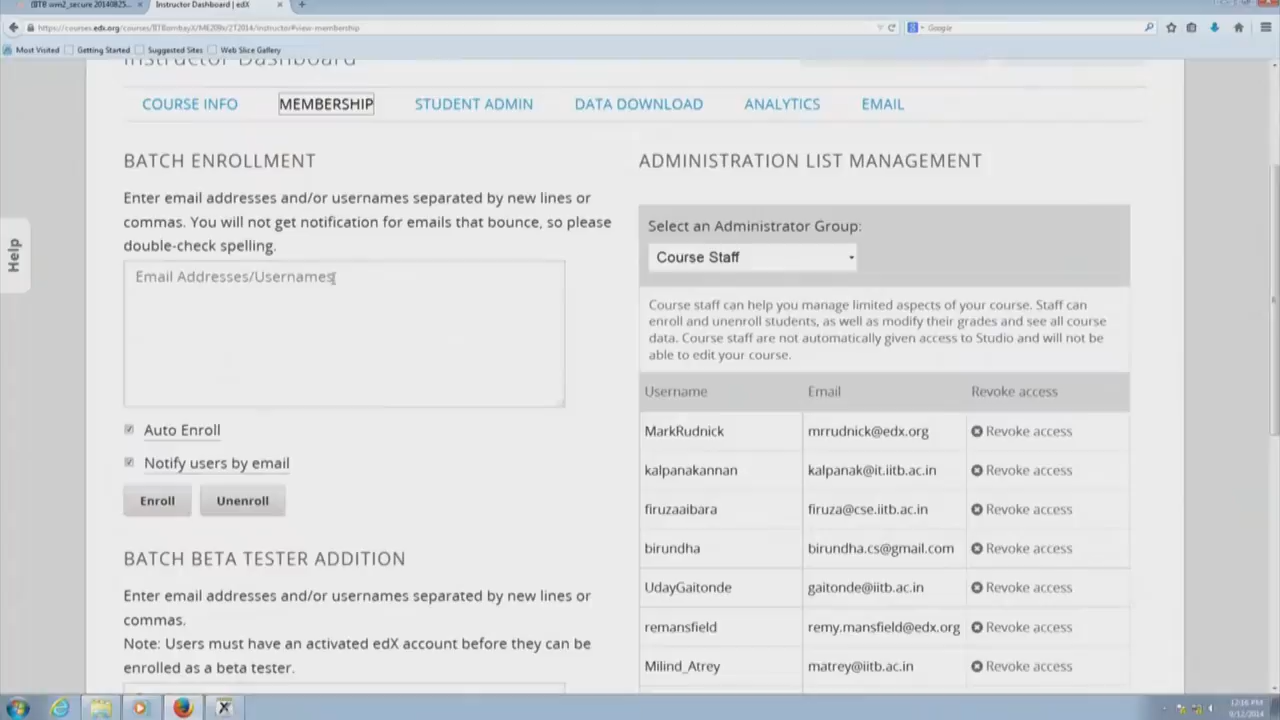 Instructor Dashboard | edX
Google
Most Visited
Getting Started
Suggested Sites
Web Slice Gallery
Instructor Dashboard
COURSE INFO
MEMBERSHIP
STUDENT ADMIN
DATA DOWNLOAD
ANALYTICS
EMAIL
BATCH ENROLLMENT
Enter email addresses and/or usernames separated by new lines or
commas. You will not get notification for emails that bounce, so please
double-check spelling.
Email Addresses/Usernames
Auto Enroll
Notify users by email
Enroll
Unenroll
BATCH BETA TESTER ADDITION
Enter email addresses and/or usernames separated by new lines or
commas.
Note: Users must have an activated edX account before they can be
enrolled as a beta tester.
ADMINISTRATION LIST MANAGEMENT
Select an Administrator Group:
Course Staff
Course staff can help you manage limited aspects of your course. Staff can
enroll and unenroll students, as well as modify their grades and see all course
data. Course staff are not automatically given access to Studio and will not be
able to edit your course.
Username Email Revoke access
MarkRudnick mrrudnick@edx.org Revoke access
kalpanakannan kalpanak@it.iitb.ac.in Revoke access
firuzaaibara firuza@cse.iitb.ac.in Revoke access
birundha birundha.cs@gmail.com Revoke access
UdayGaitonde gaitonde@iitb.ac.in Revoke access
remansfield remy.mansfield@edx.org Revoke access
Milind_Atrey matrey@iitb.ac.in Revoke access
Help
12:16 PM
9/12/2014